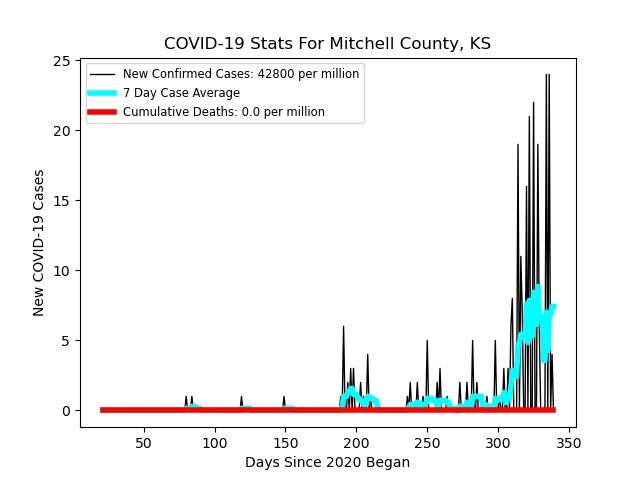 COVID-19 Stats For Mitchell County, KS
New Confirmed Cases: 42800 per million
7 Day Case Average
Cumulative Deaths: 0.0 per million
New COVID-19 Cases
25
20
15
10
5
0
50 100 150 200 250 300 350
Days Since 2020 Began